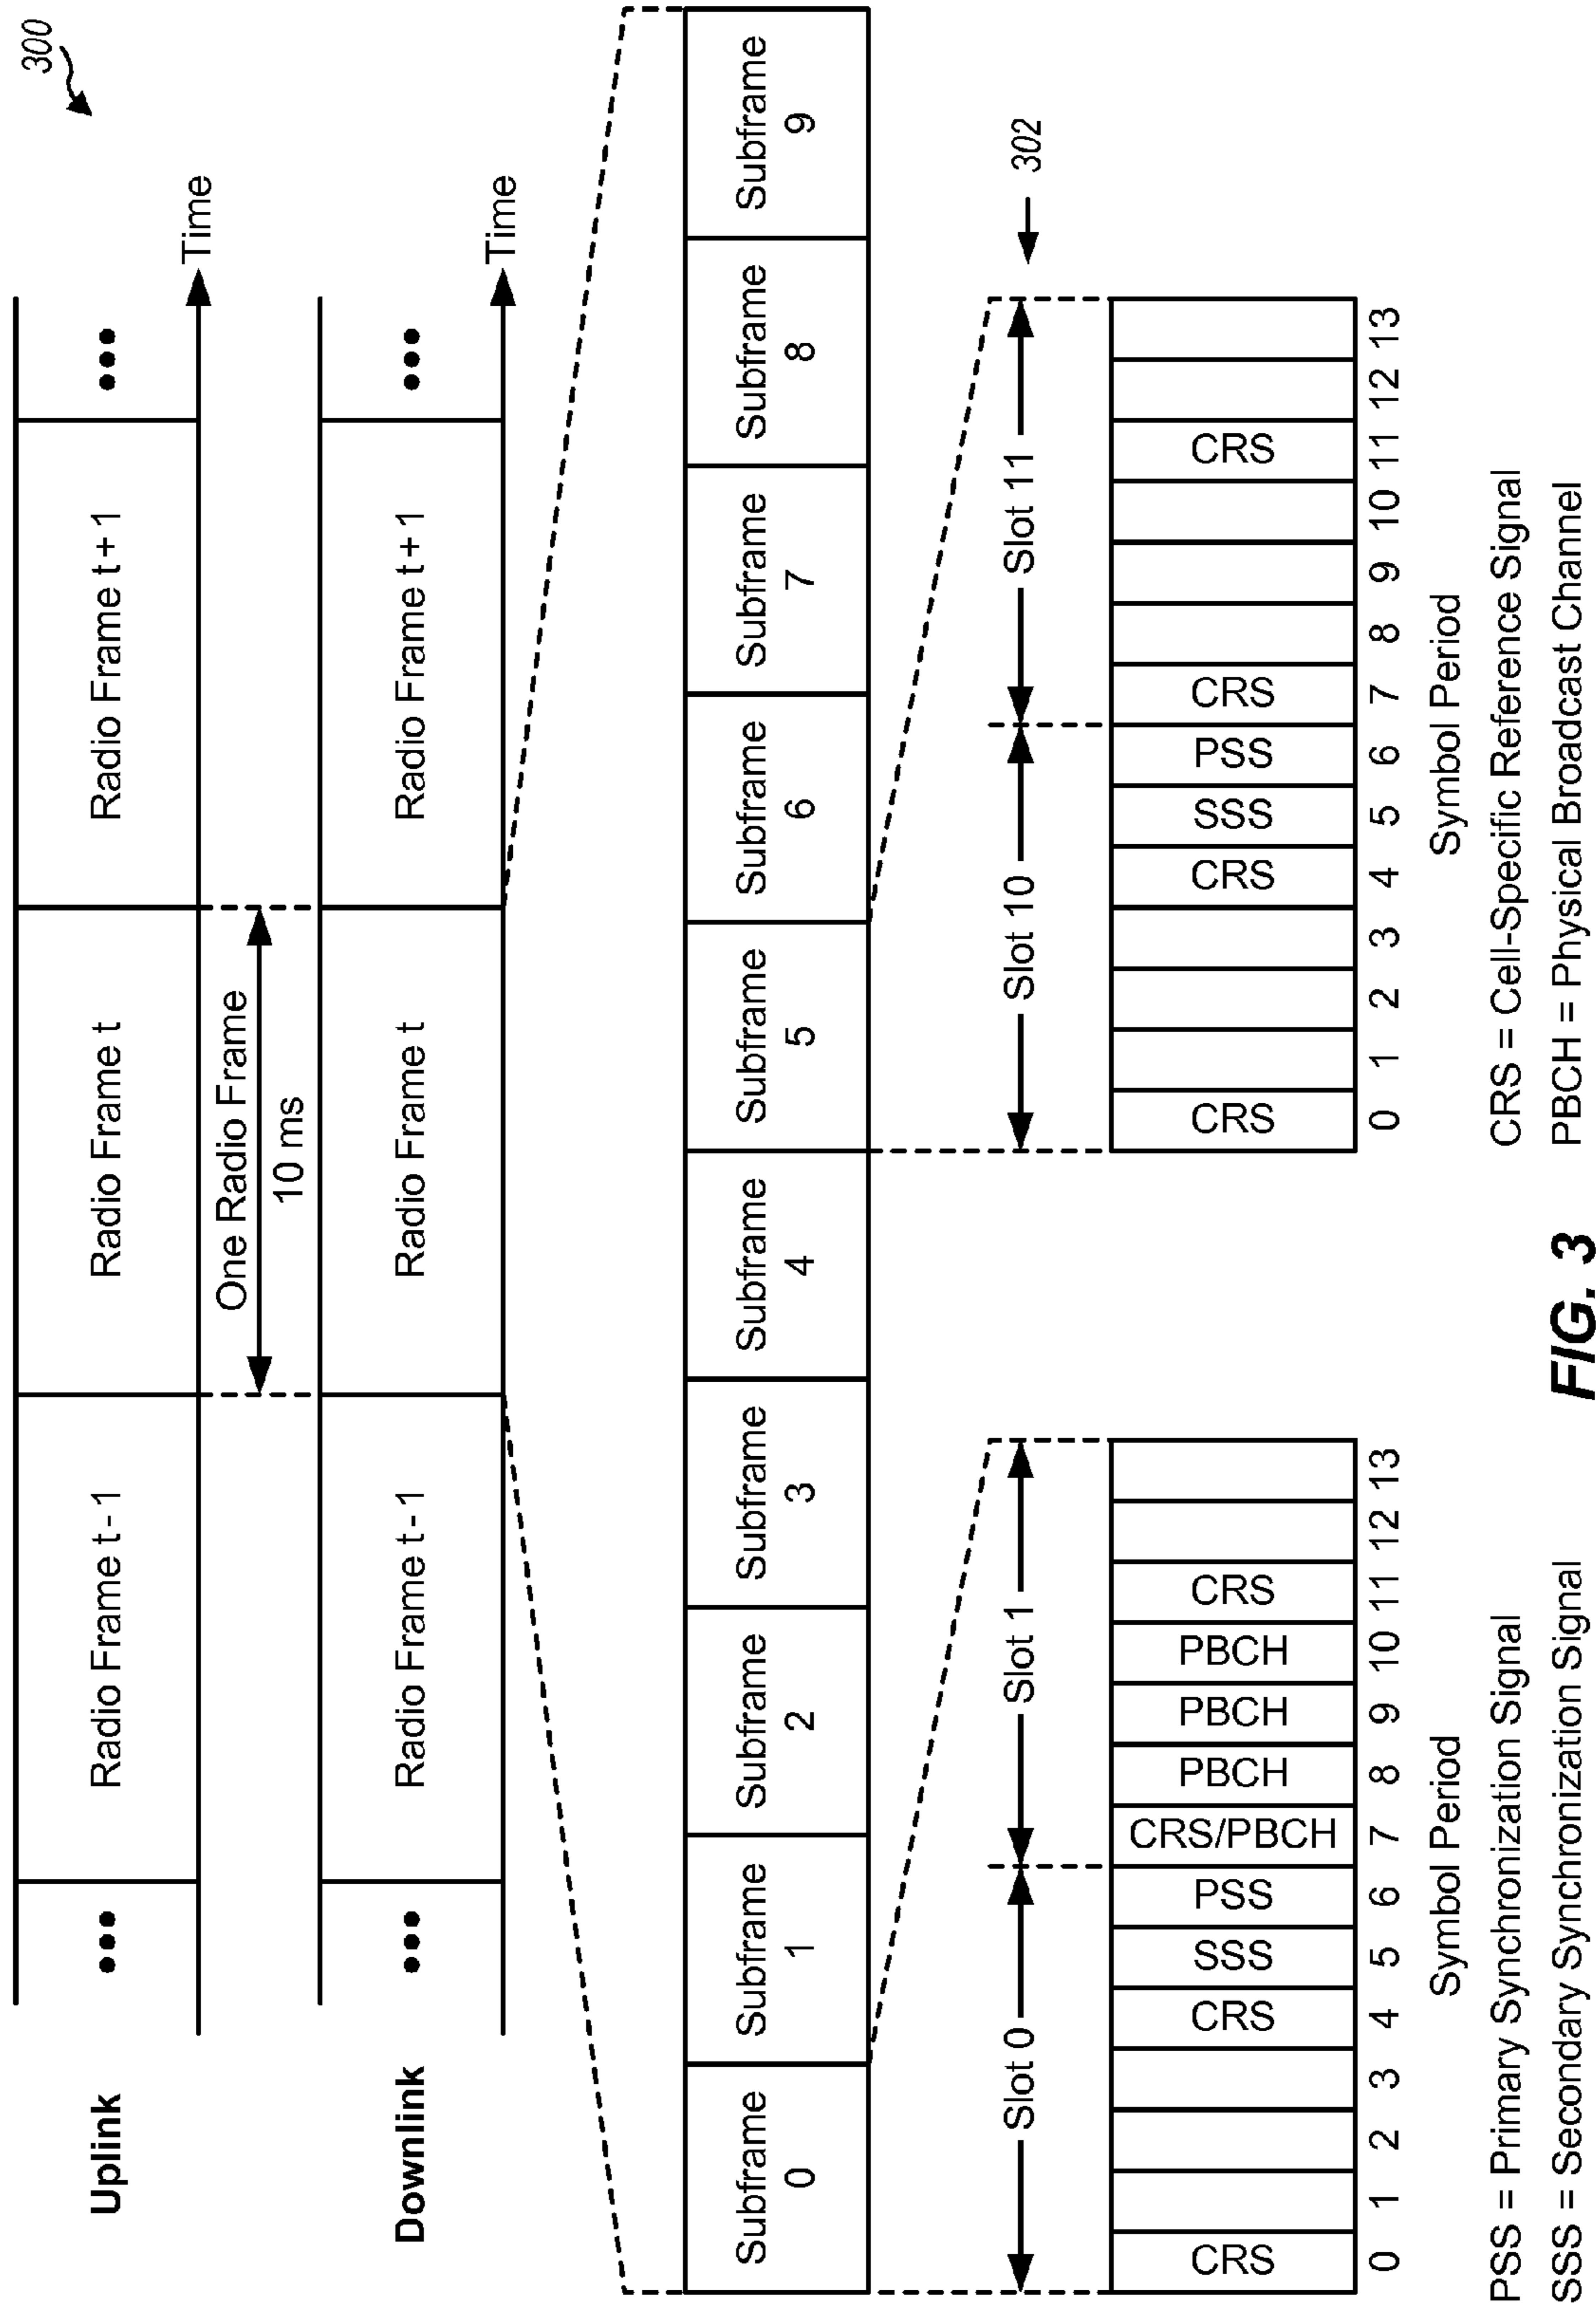 300
Uplink
••• Radio Frame t-1 Radio Frame t Radio Frame t+1 •••
Time
One Radio Frame
10 ms
Downlink
••• Radio Frame t-1 Radio Frame t Radio Frame t+1 •••
Time
Subframe Subframe Subframe Subframe Subframe Subframe Subframe Subframe Subframe Subframe
0 1 2 3 4 5 6 7 8 9
Slot 0 Slot 1 Slot 10 Slot 11 302
CRS CRS SSS PSS CRS/PBCH PBCH PBCH PBCH CRS CRS CRS SSS PSS CRS CRS
0 1 2 3 4 5 6 7 8 9 10 11 12 13 0 1 2 3 4 5 6 7 8 9 10 11 12 13
Symbol Period Symbol Period
PSS = Primary Synchronization Signal CRS = Cell-Specific Reference Signal
SSS = Secondary Synchronization Signal PBCH = Physical Broadcast Channel
FIG. 3